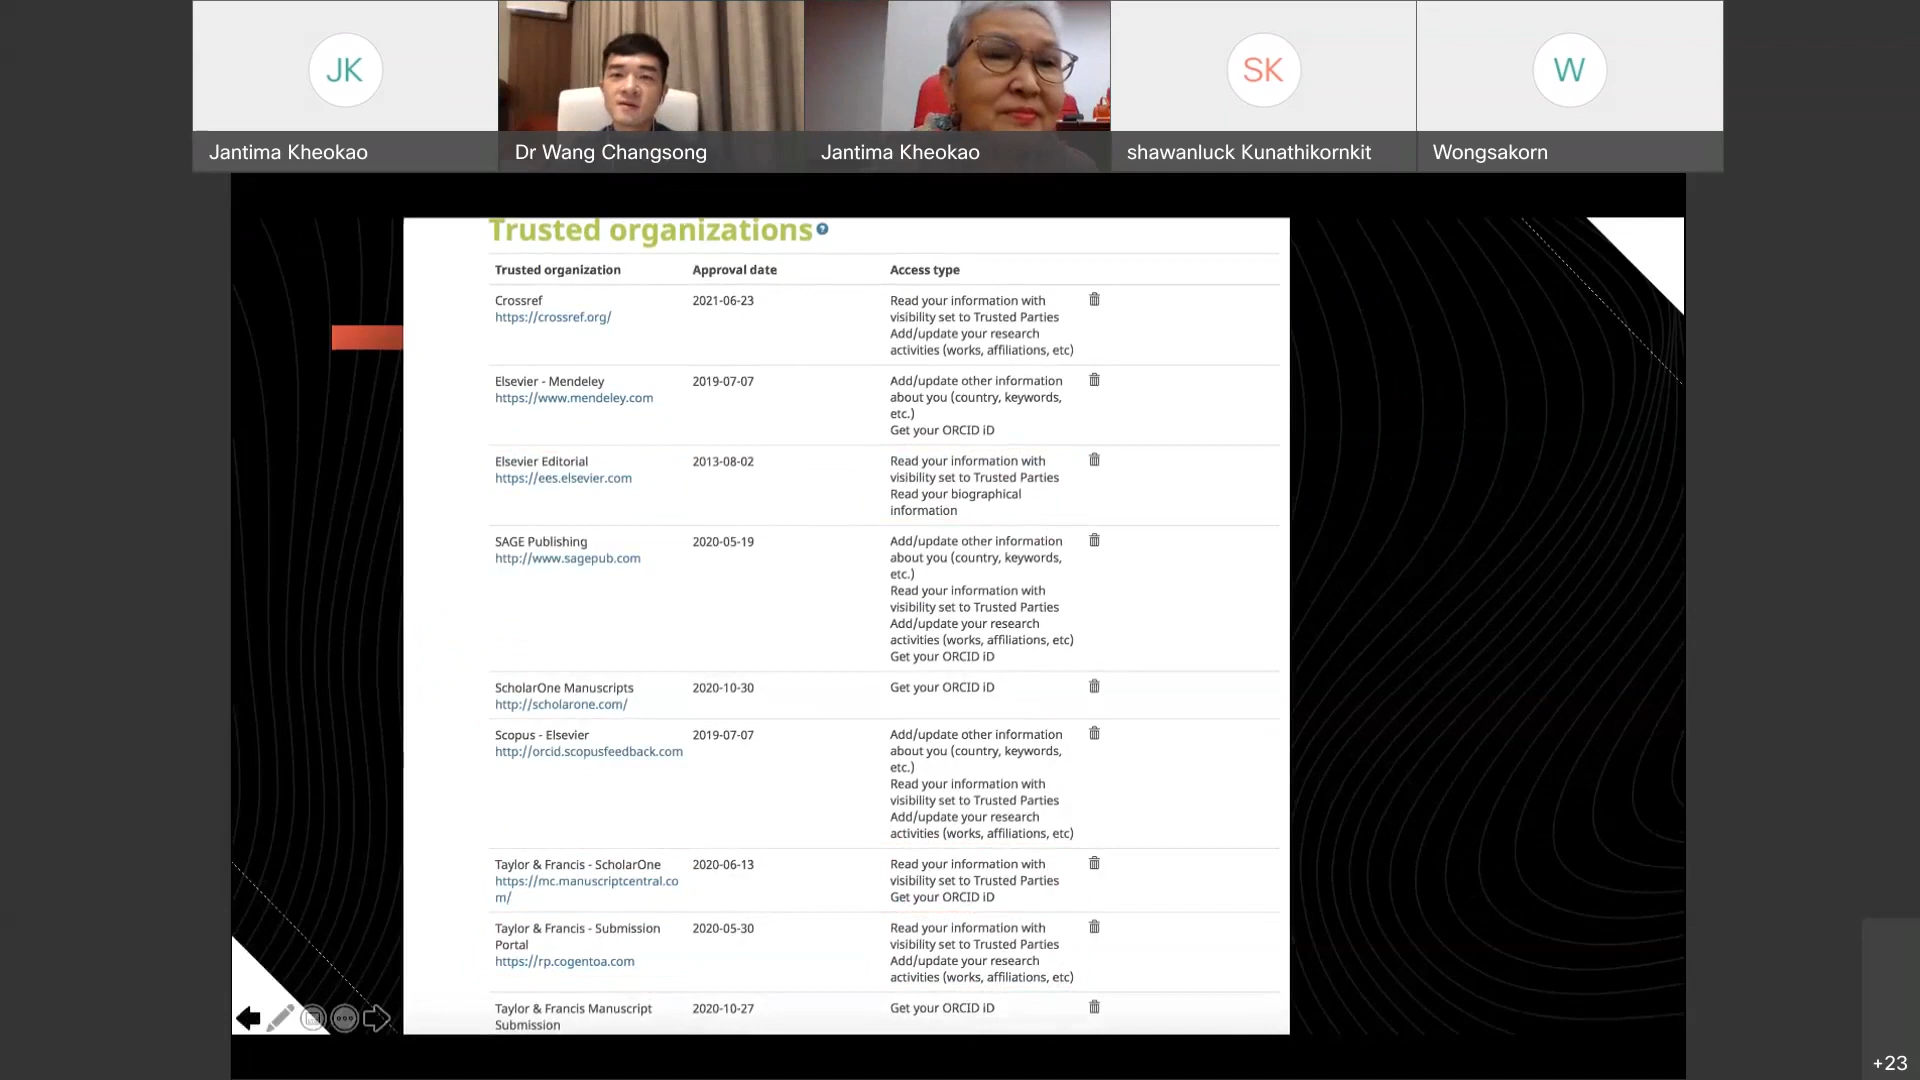 JK
SK
W
Jantima Kheokao
Dr Wang Changsong
Jantima Kheokao
shawanluck Kunathikornkit
Wongsakorn
Trusted organizations ?
Trusted organization Approval date Access type
Crossref 2021-06-23 Read your information with
https://crossref.org/ visibility set to Trusted Parties
Add/update your research
activities (works, affiliations, etc)
Elsevier - Mendeley 2019-07-07 Add/update other information
https://www.mendeley.com about you (country, keywords,
etc.)
Get your ORCID iD
Elsevier Editorial 2013-08-02 Read your information with
https://ees.elsevier.com visibility set to Trusted Parties
Read your biographical
information
SAGE Publishing 2020-05-19 Add/update other information
http://www.sagepub.com about you (country, keywords,
etc.)
Read your information with
visibility set to Trusted Parties
Add/update your research
activities (works, affiliations, etc)
Get your ORCID iD
ScholarOne Manuscripts 2020-10-30 Get your ORCID iD
http://scholarone.com/
Scopus - Elsevier 2019-07-07 Add/update other information
http://orcid.scopusfeedback.com about you (country, keywords,
etc.)
Read your information with
visibility set to Trusted Parties
Add/update your research
activities (works, affiliations, etc)
Taylor & Francis - ScholarOne 2020-06-13 Read your information with
https://mc.manuscriptcentral.co visibility set to Trusted Parties
m/ Get your ORCID iD
Taylor & Francis - Submission 2020-05-30 Read your information with
Portal visibility set to Trusted Parties
https://rp.cogentoa.com Add/update your research
activities (works, affiliations, etc)
Taylor & Francis Manuscript 2020-10-27 Get your ORCID iD
Submission
+23